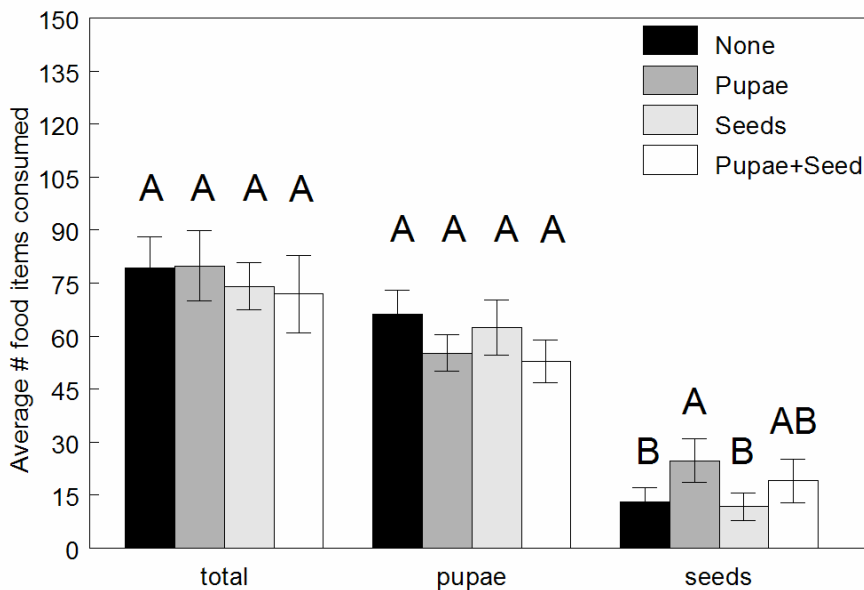 Average # food items consumed
150
135
120
105
90
75
60
45
30
15
0
None
Pupae
Seeds
Pupae+Seed
A A A A
A A A A
B A B AB
total pupae seeds